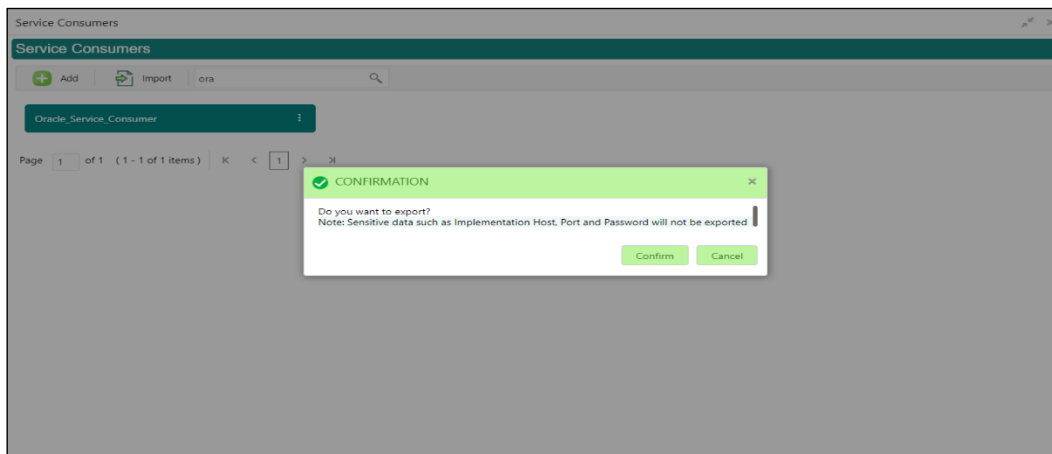 Service Consumers
Service Consumers
Add Import ora
Oracle_Service_Consumer
Page 1 of 1 ( 1 - 1 of 1 items ) K < 1 > >|
CONFIRMATION
Do you want to export?
Note: Sensitive data such as Implementation Host, Port and Password will not be exported
Confirm Cancel